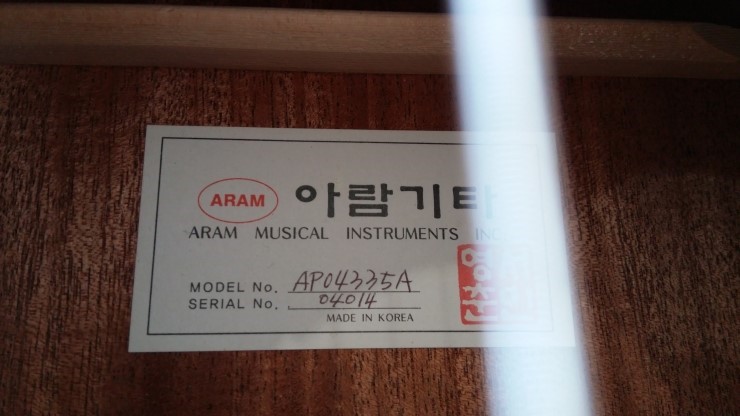 ARAM 아람기타
ARAM MUSICAL INSTRUMENTS
MODEL No. AP04335A
SERIAL No. 04014
MADE IN KOREA